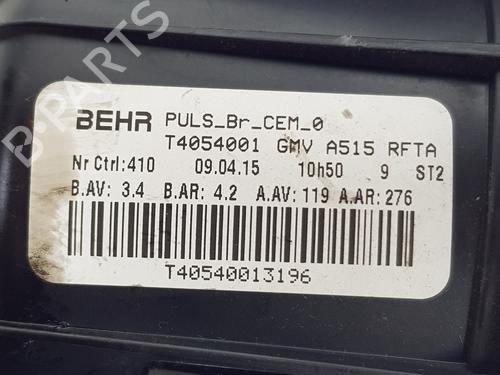 BEHR PULS_Br_CEM_0
T4054001 GMV A515 RFTA
Nr Ctrl:410 09.04.15 10h50 9 ST2
B.AV: 3.4 B.AR: 4.2 A.AV: 119 A.AR: 276
T40540013196
B-PARTS